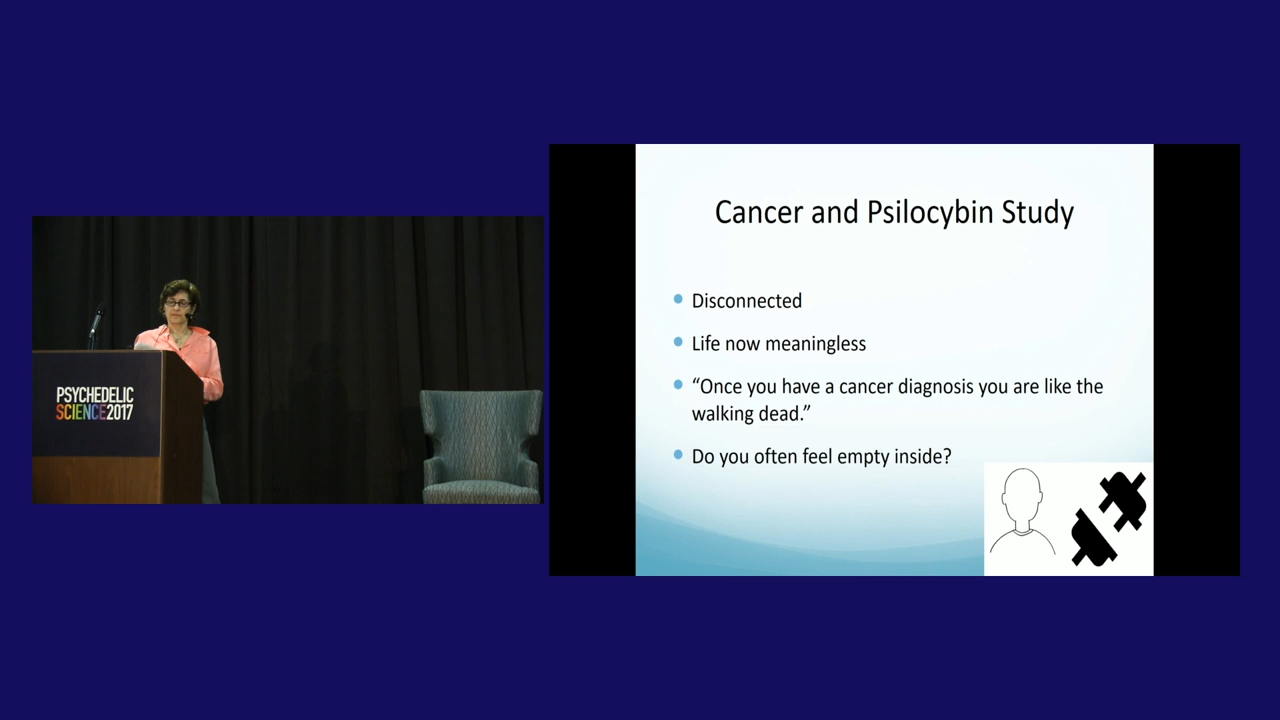 PSYCHEDELIC
SCIENCE2017
Cancer and Psilocybin Study
Disconnected
Life now meaningless
“Once you have a cancer diagnosis you are like the
walking dead.”
Do you often feel empty inside?